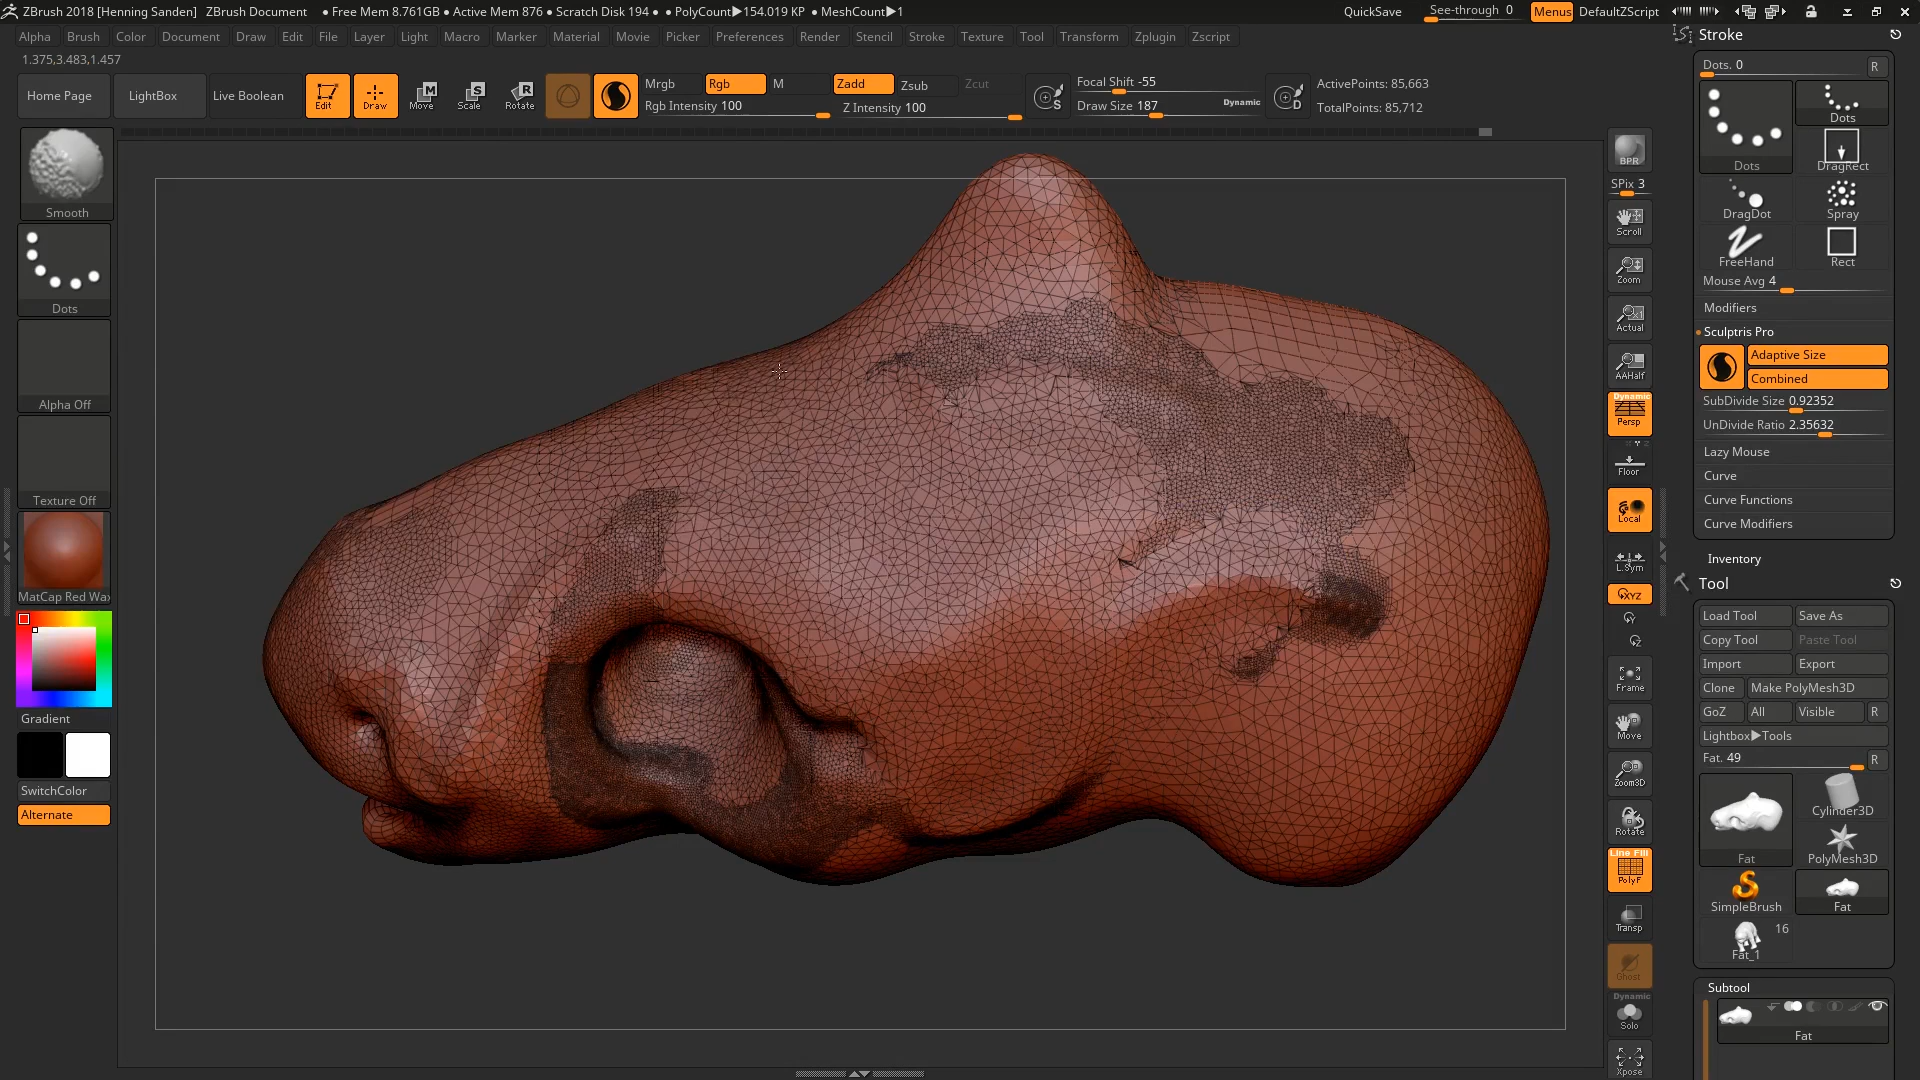 ZBrush 2018 [Henning Sanden] ZBrush Document • Free Mem 8.761GB • Active Mem 876 • Scratch Disk 194 • • PolyCount▶154.019 KP • MeshCount▶1
QuickSave See-through 0 Menus DefaultZScript
Alpha Brush Color Document Draw Edit File Layer Light Macro Marker Material Movie Picker Preferences Render Stencil Stroke Texture Tool Transform Zplugin Zscript
1.375,3.483,1.457
Home Page LightBox Live Boolean Edit Draw Move Scale Rotate
M S R
Mrgb Rgb M Zadd Zsub Zcut
Rgb Intensity 100 Z Intensity 100
S Focal Shift -55
Draw Size 187 Dynamic D
ActivePoints: 85,663
TotalPoints: 85,712
Smooth
Dots
Alpha Off
Texture Off
MatCap Red Wax
Gradient
SwitchColor
Alternate
BPR
SPix 3
Scroll
Zoom
Actual
AAHalf
Dynamic
Persp
Floor
Local
L.Sym
XYZ
Y
Z
Frame
Move
Zoom3D
Rotate
Line Fill
PolyF
Transp
Ghost
Dynamic
Solo
Xpose
Stroke
Dots. 0 R
Dots Dots
DragRect
DragDot Spray
FreeHand Rect
Mouse Avg 4
Modifiers
Sculptris Pro
Adaptive Size
Combined
SubDivide Size 0.92352
UnDivide Ratio 2.35632
Lazy Mouse
Curve
Curve Functions
Curve Modifiers
Inventory
Tool
Load Tool Save As
Copy Tool Paste Tool
Import Export
Clone Make PolyMesh3D
GoZ All Visible R
Lightbox▶Tools
Fat. 49 R
Fat Cylinder3D
PolyMesh3D
SimpleBrush Fat
16
Fat_1
Subtool
Fat